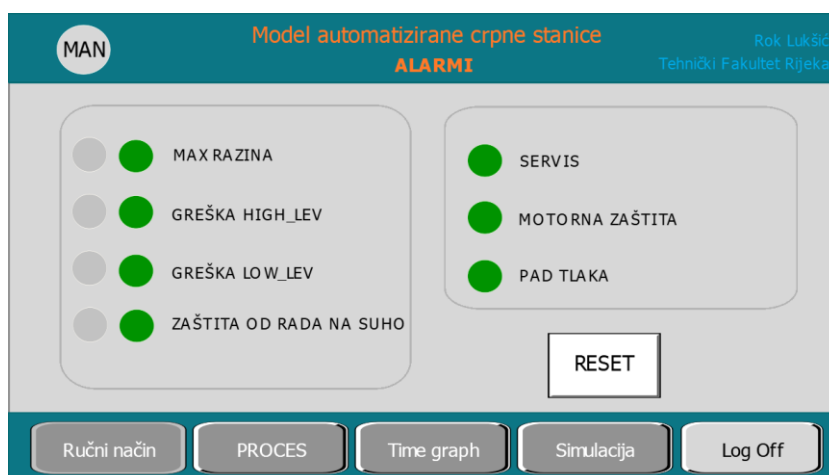 MAN
Model automatizirane crpne stanice
ALARMI
Rok Lukšić
Tehnički Fakultet Rijeka
MAX RAZINA
GREŠKA HIGH_LEV
GREŠKA LOW_LEV
ZAŠTITA OD RADA NA SUHO
SERVIS
MOTORNA ZAŠTITA
PAD TLAKA
RESET
Ručni način
PROCES
Time graph
Simulacija
Log Off